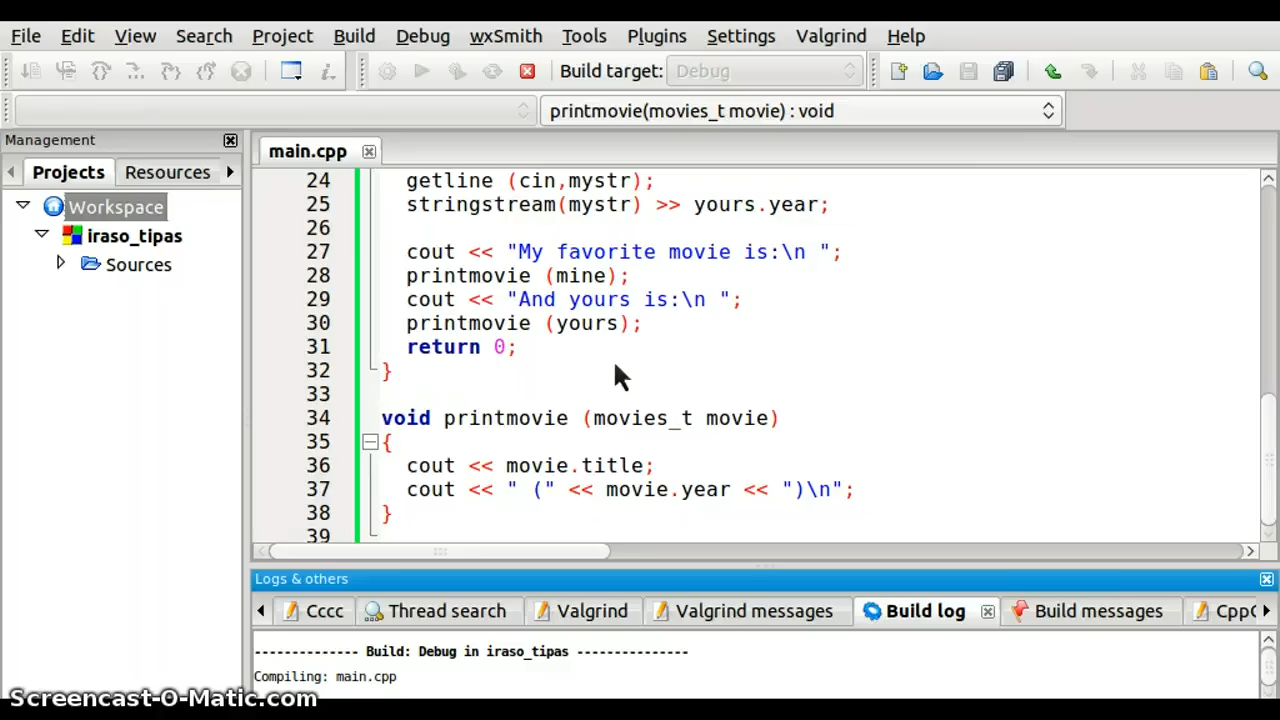 File Edit View Search Project Build Debug wxSmith Tools Plugins Settings Valgrind Help
Build target: Debug
printmovie(movies_t movie) : void
Management
main.cpp
Projects Resources
Workspace
iraso_tipas
Sources
24 getline (cin,mystr);
25 stringstream(mystr) >> yours.year;
26
27 cout << "My favorite movie is:\n ";
28 printmovie (mine);
29 cout << "And yours is:\n ";
30 printmovie (yours);
31 return 0;
32 }
33
34 void printmovie (movies_t movie)
35 {
36 cout << movie.title;
37 cout << " (" << movie.year << ")\n";
38 }
39
Logs & others
Cccc Thread search Valgrind Valgrind messages Build log Build messages
-------------- Build: Debug in iraso_tipas ---------------
Compiling: main.cpp
Screencast-O-Matic.com